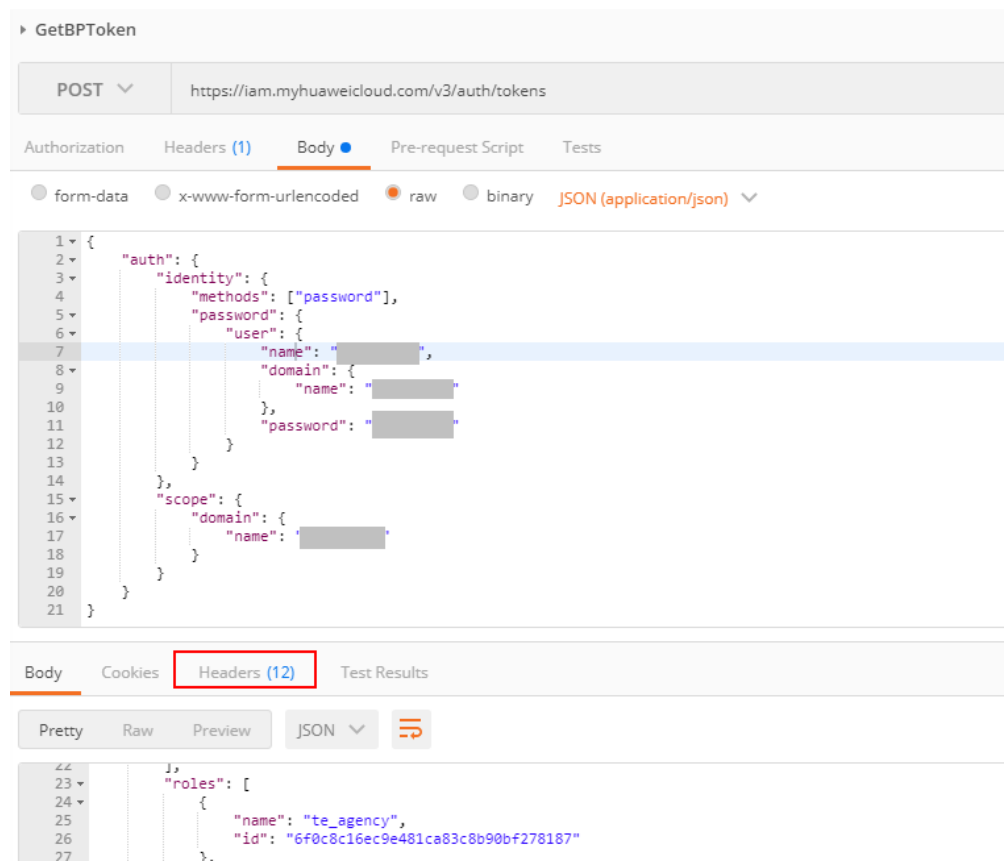 GetBPToken
POST https://iam.myhuaweicloud.com/v3/auth/tokens
Authorization Headers (1) Body Pre-request Script Tests
form-data x-www-form-urlencoded raw binary JSON (application/json)
1 {
2 "auth": {
3 "identity": {
4 "methods": ["password"],
5 "password": {
6 "user": {
7 "name": "",
8 "domain": {
9 "name": ""
10 },
11 "password": ""
12 }
13 }
14 },
15 "scope": {
16 "domain": {
17 "name": ""
18 }
19 }
20 }
21 }
Body Cookies Headers (12) Test Results
Pretty Raw Preview JSON
22 ],
23 "roles": [
24 {
25 "name": "te_agency",
26 "id": "6f0c8c16ec9e481ca83c8b90bf278187"
27 },